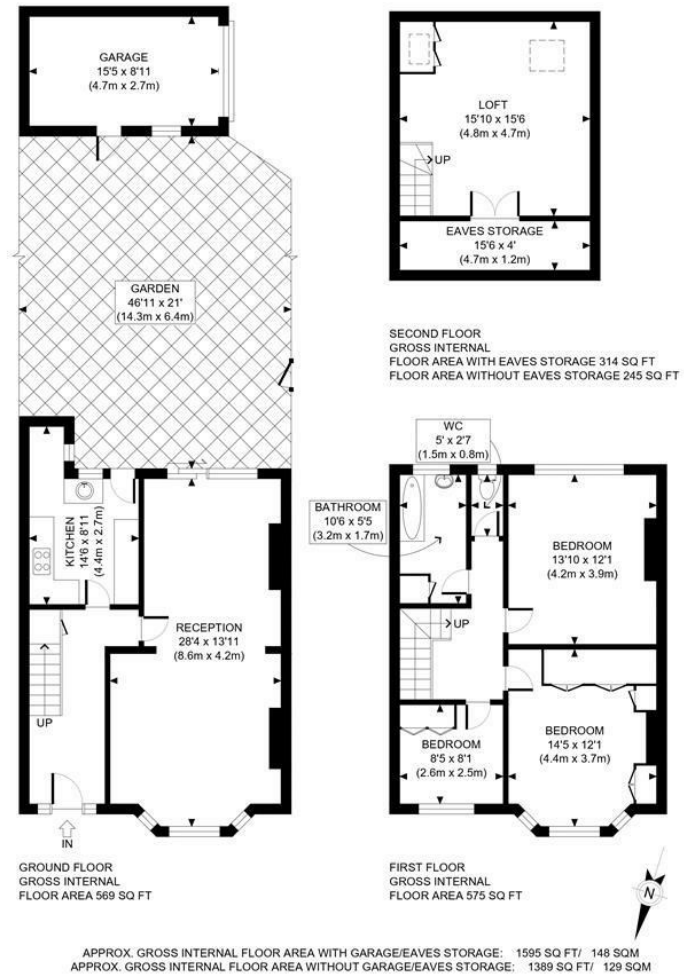 GARAGE
15'5 x 8'11
(4.7m x 2.7m)
GARDEN
46'11 x 21'
(14.3m x 6.4m)
KITCHEN
14'6 x 8'11
(4.4m x 2.7m)
RECEPTION
28'4 x 13'11
(8.6m x 4.2m)
UP
IN
GROUND FLOOR
GROSS INTERNAL
FLOOR AREA 569 SQ FT
LOFT
15'10 x 15'6
(4.8m x 4.7m)
UP
EAVES STORAGE
15'6 x 4'
(4.7m x 1.2m)
SECOND FLOOR
GROSS INTERNAL
FLOOR AREA WITH EAVES STORAGE 314 SQ FT
FLOOR AREA WITHOUT EAVES STORAGE 245 SQ FT
WC
5' x 2'7
(1.5m x 0.8m)
BATHROOM
10'6 x 5'5
(3.2m x 1.7m)
BEDROOM
13'10 x 12'1
(4.2m x 3.9m)
UP
BEDROOM
8'5 x 8'1
(2.6m x 2.5m)
BEDROOM
14'5 x 12'1
(4.4m x 3.7m)
FIRST FLOOR
GROSS INTERNAL
FLOOR AREA 575 SQ FT
N
APPROX. GROSS INTERNAL FLOOR AREA WITH GARAGE/EAVES STORAGE: 1595 SQ FT/ 148 SQM
APPROX. GROSS INTERNAL FLOOR AREA WITHOUT GARAGE/EAVES STORAGE: 1389 SQ FT/ 129 SQM